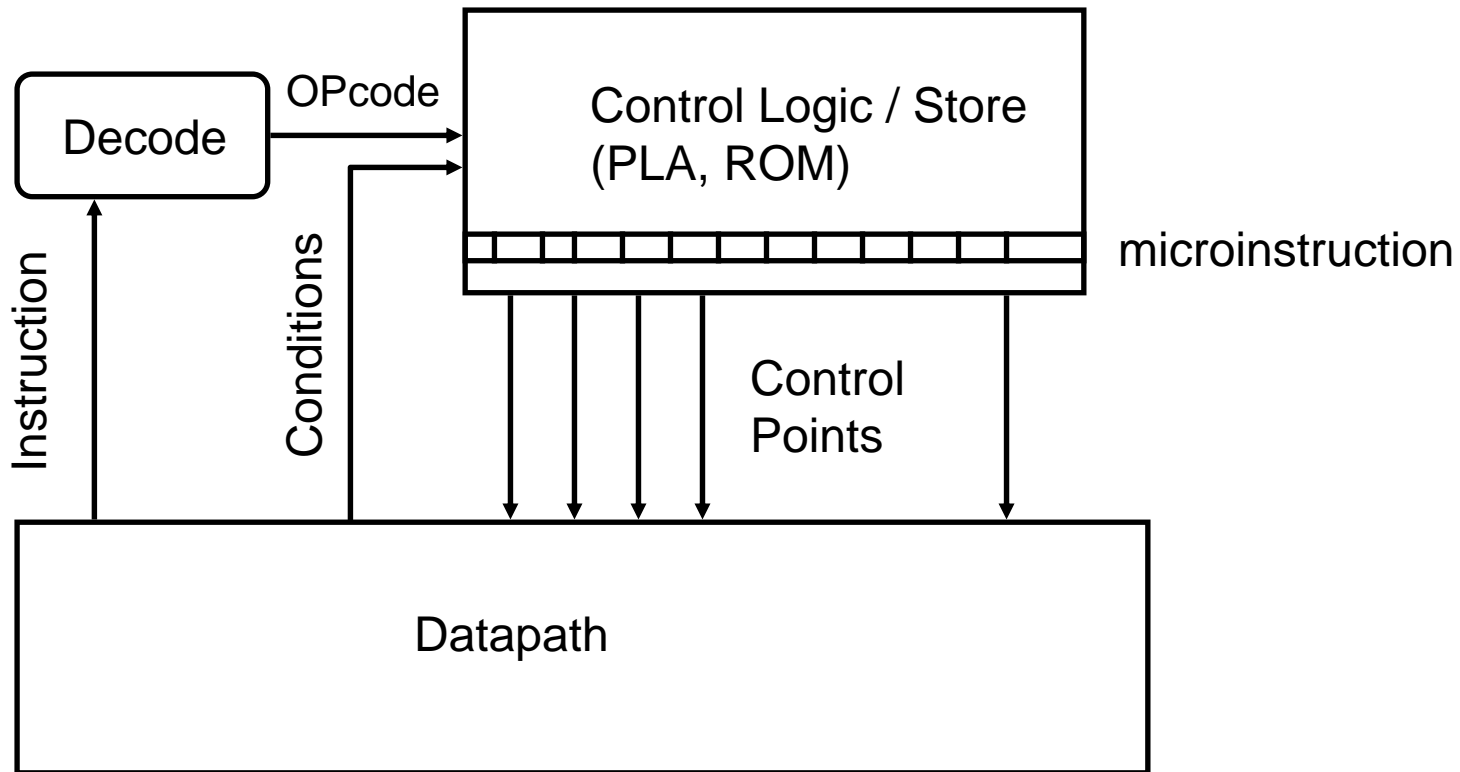 OPcode
Decode
Control Logic / Store
(PLA, ROM)
microinstruction
Instruction
Conditions
Control
Points
Datapath